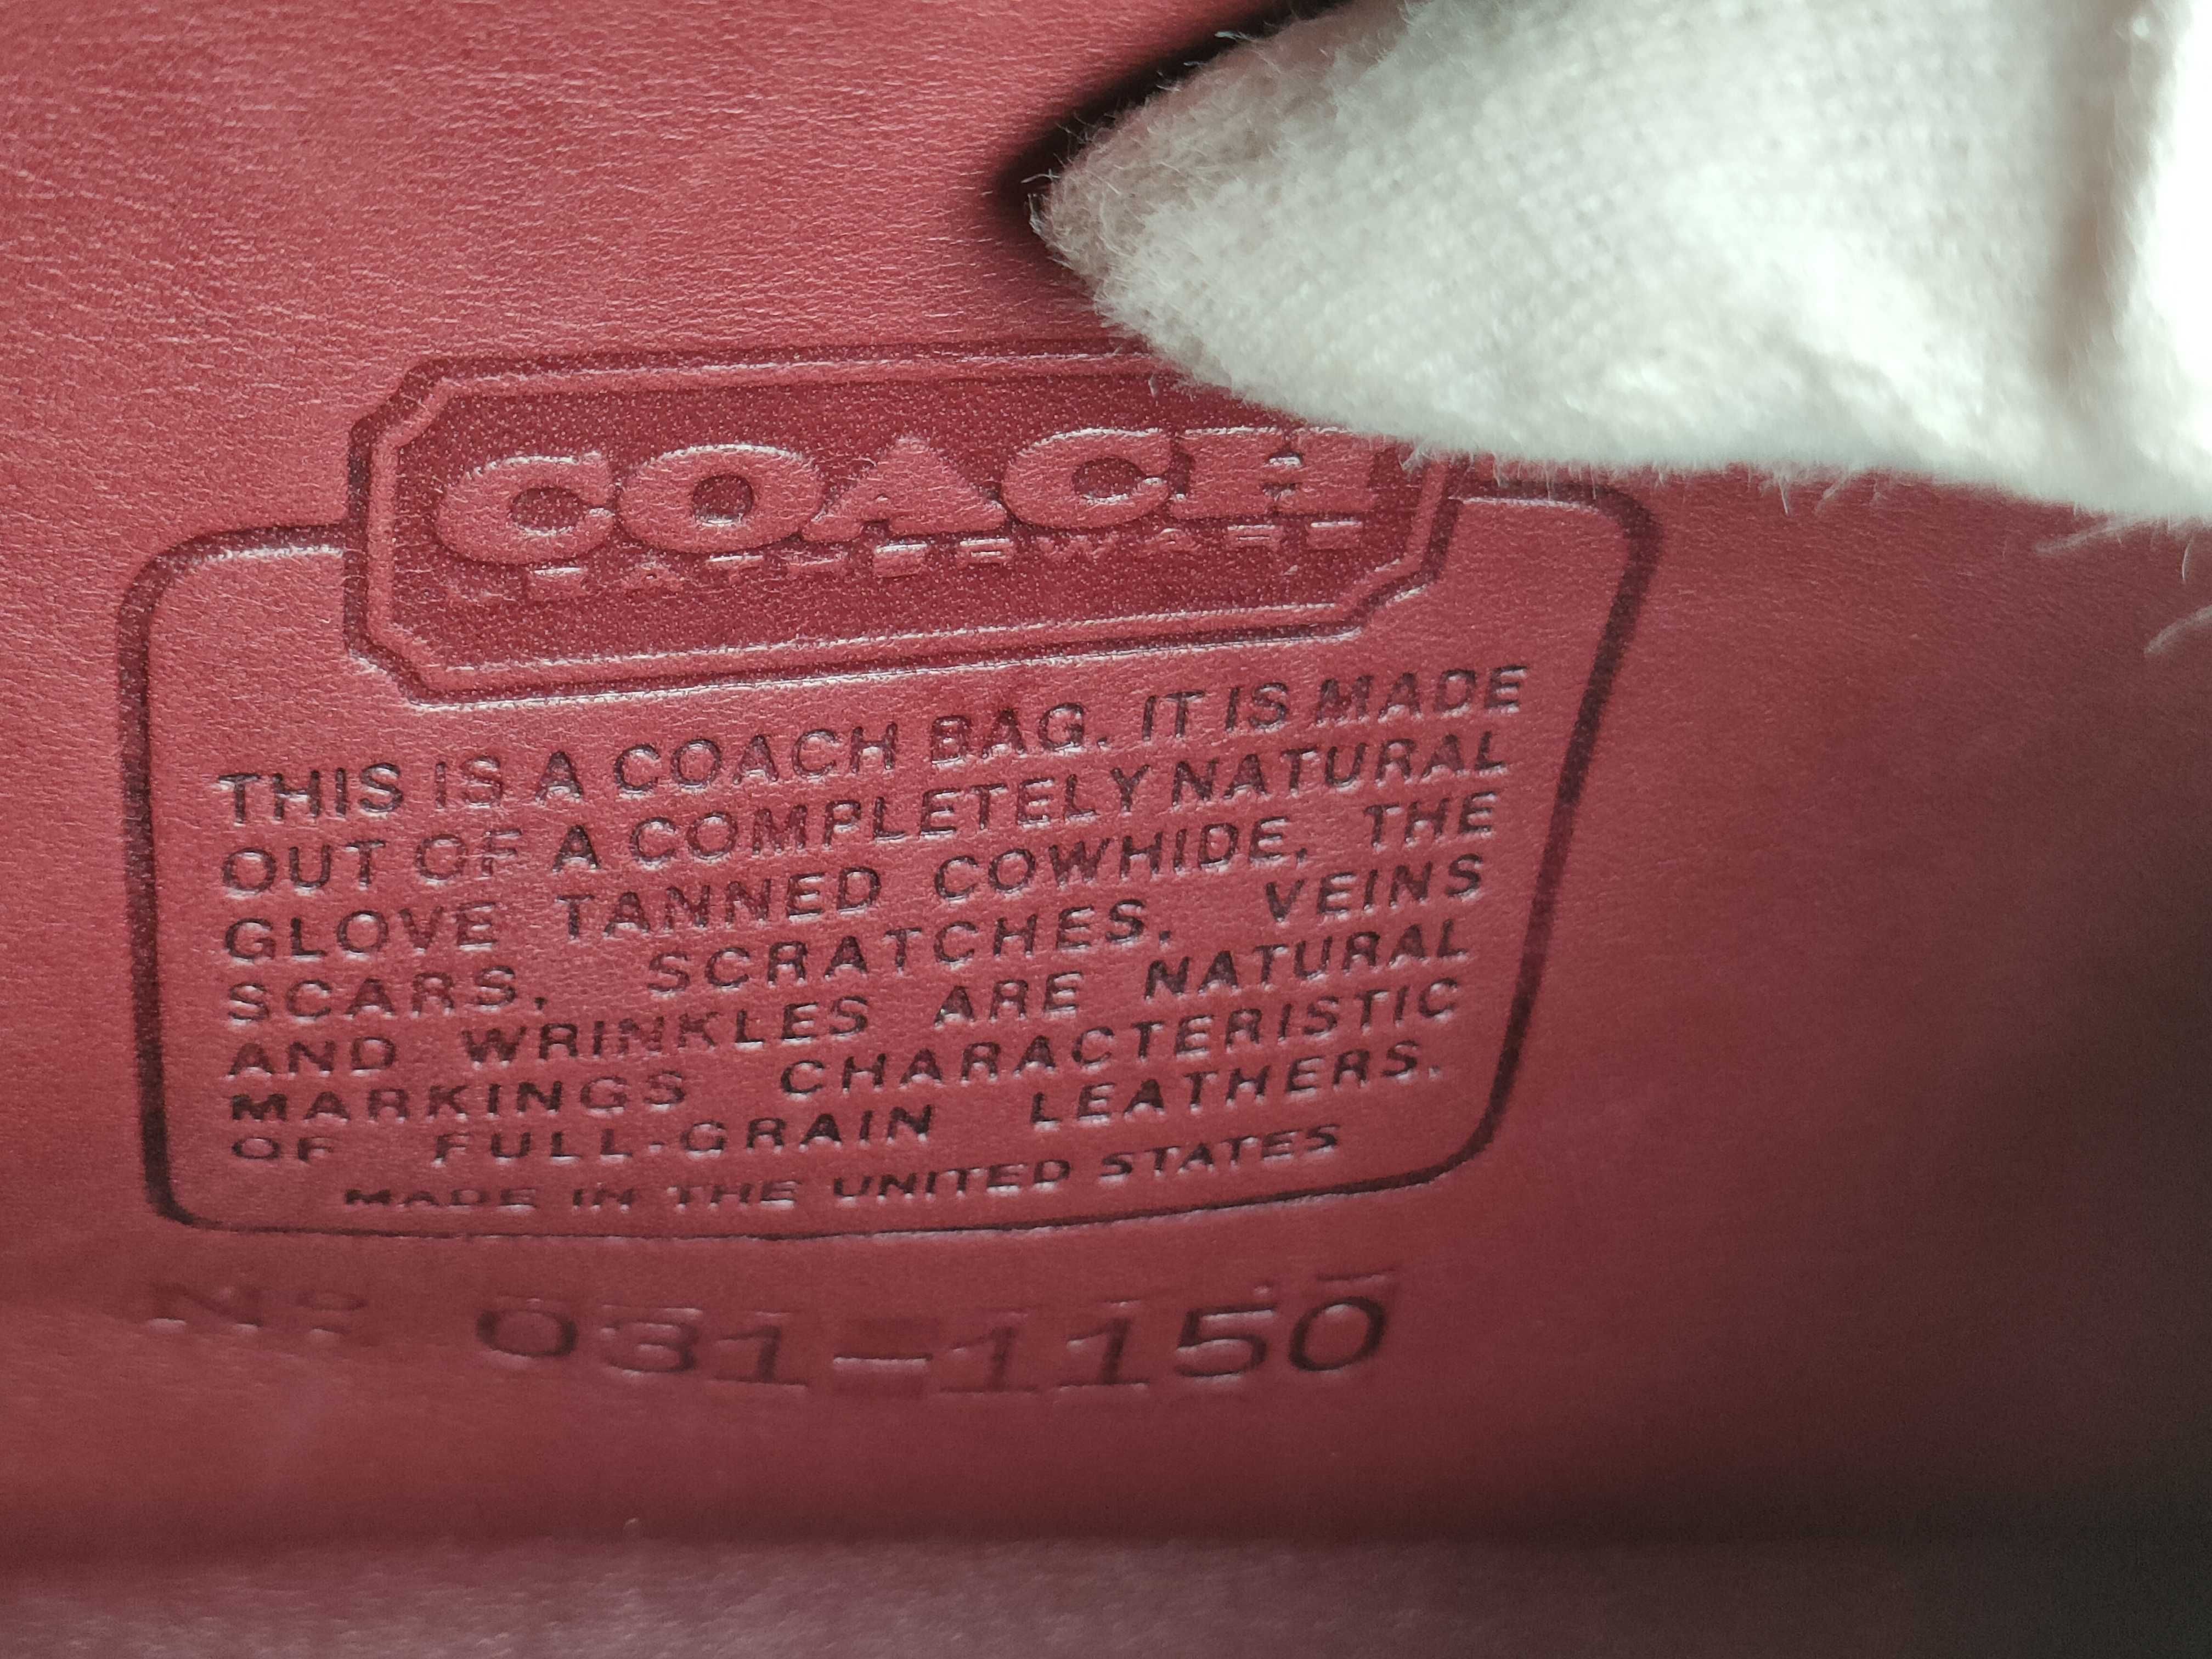 COACH
LEATHERWARE
THIS IS A COACH BAG. IT IS MADE
OUT OF A COMPLETELY NATURAL
GLOVE TANNED COWHIDE, THE
SCARS, SCRATCHES, VEINS
AND WRINKLES ARE NATURAL
MARKINGS CHARACTERISTIC
OF FULL-GRAIN LEATHERS.
MADE IN THE UNITED STATES
Nº 031-1150